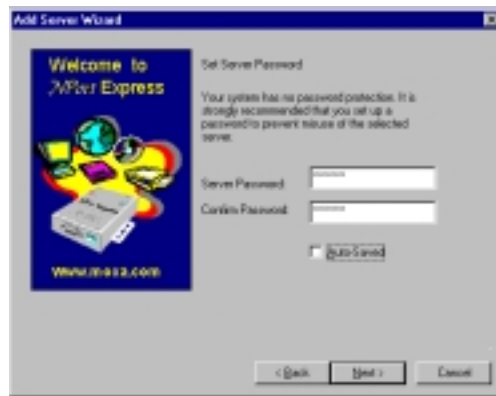 Add Server Wizard
Welcome to
NPort Express
www.moxa.com
Set Server Password
Your system has no password protection. It is
strongly recommended that you set up a
password to prevent misuse of the selected
server.
Server Password:
Confirm Password:
Auto-Saved
< Back
Next >
Cancel